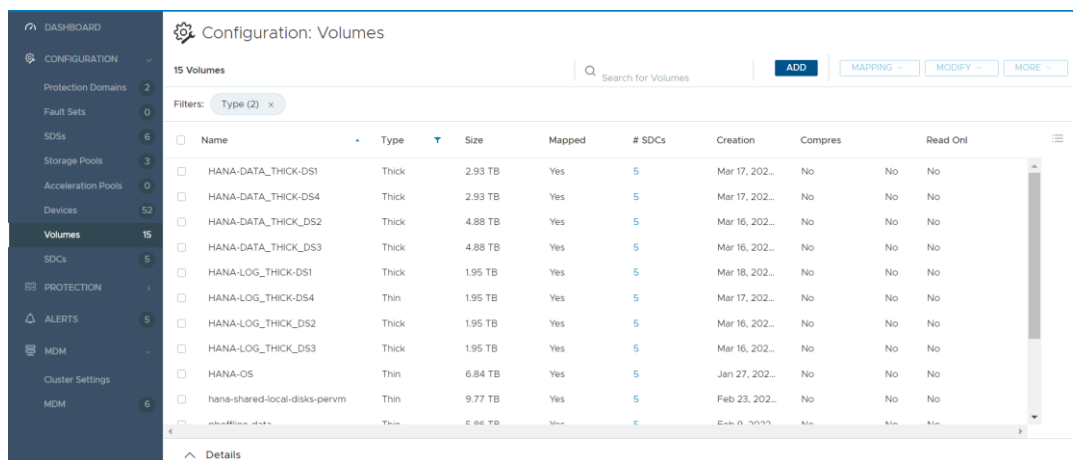 DASHBOARD
CONFIGURATION
Protection Domains 2
Fault Sets 0
SDSs 6
Storage Pools 3
Acceleration Pools 0
Devices 52
Volumes 15
SDCs 5
PROTECTION
ALERTS 5
MDM
Cluster Settings
MDM 6
Configuration: Volumes
15 Volumes Search for Volumes ADD MAPPING MODIFY MORE
Filters: Type (2) ×
Name Type Size Mapped # SDCs Creation Compres Read Onl
HANA-DATA_THICK-DS1 Thick 2.93 TB Yes 5 Mar 17, 202... No No No
HANA-DATA_THICK-DS4 Thick 2.93 TB Yes 5 Mar 17, 202... No No No
HANA-DATA_THICK_DS2 Thick 4.88 TB Yes 5 Mar 16, 202... No No No
HANA-DATA_THICK_DS3 Thick 4.88 TB Yes 5 Mar 16, 202... No No No
HANA-LOG_THICK-DS1 Thick 1.95 TB Yes 5 Mar 18, 202... No No No
HANA-LOG_THICK-DS4 Thin 1.95 TB Yes 5 Mar 17, 202... No No No
HANA-LOG_THICK_DS2 Thick 1.95 TB Yes 5 Mar 16, 202... No No No
HANA-LOG_THICK_DS3 Thick 1.95 TB Yes 5 Mar 16, 202... No No No
HANA-OS Thin 6.84 TB Yes 5 Jan 27, 202... No No No
hana-shared-local-disks-pervm Thin 9.77 TB Yes 5 Feb 23, 202... No No No
Thin Yes 5 No No No
Details